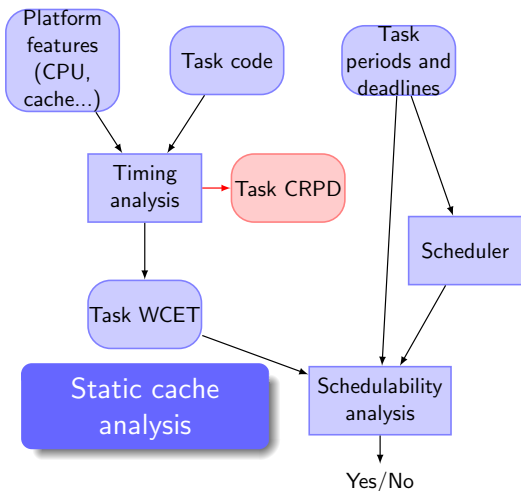 Platform
features
(CPU,
cache...)
Task code
Task
periods and
deadlines
Timing
analysis
Task CRPD
Scheduler
Task WCET
Static cache
analysis
Schedulability
analysis
Yes/No